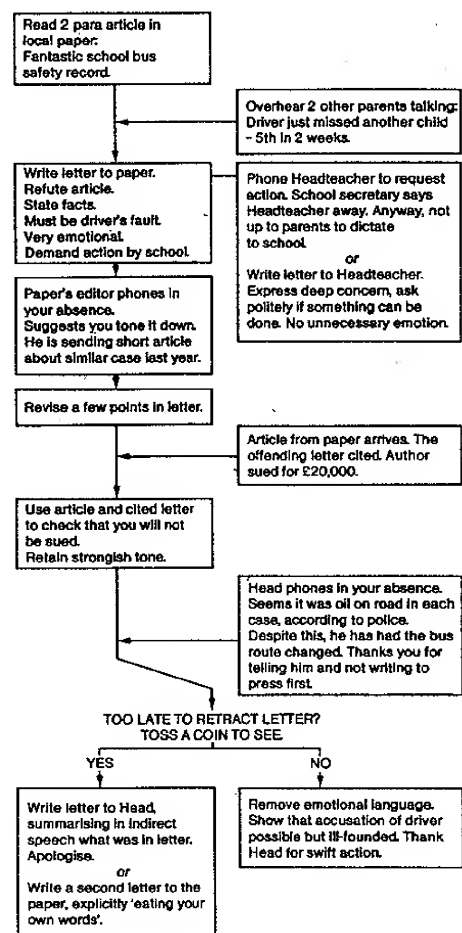 Read 2 para article in
local paper:
Fantastic school bus
safety record.
Overhear 2 other parents talking:
Driver just missed another child
– 5th in 2 weeks.
Write letter to paper.
Refute article.
State facts.
Must be driver's fault.
Very emotional.
Demand action by school.
Phone Headteacher to request
action. School secretary says
Headteacher away. Anyway, not
up to parents to dictate
to school.
or
Write letter to Headteacher.
Express deep concern, ask
politely if something can be
done. No unnecessary emotion.
Paper's editor phones in
your absence.
Suggests you tone it down.
He is sending short article
about similar case last year.
Revise a few points in letter.
Article from paper arrives. The
offending letter cited. Author
sued for £20,000.
Use article and cited letter
to check that you will not
be sued.
Retain strongish tone.
Head phones in your absence.
Seems it was oil on road in each
case, according to police.
Despite this, he has had the bus
route changed. Thanks you for
telling him and not writing to
press first.
TOO LATE TO RETRACT LETTER?
TOSS A COIN TO SEE.
YES
NO
Write letter to Head,
summarising in indirect
speech what was in letter.
Apologise.
or
Write a second letter to the
paper, explicitly 'eating your
own words'.
Remove emotional language.
Show that accusation of driver
possible but ill-founded. Thank
Head for swift action.